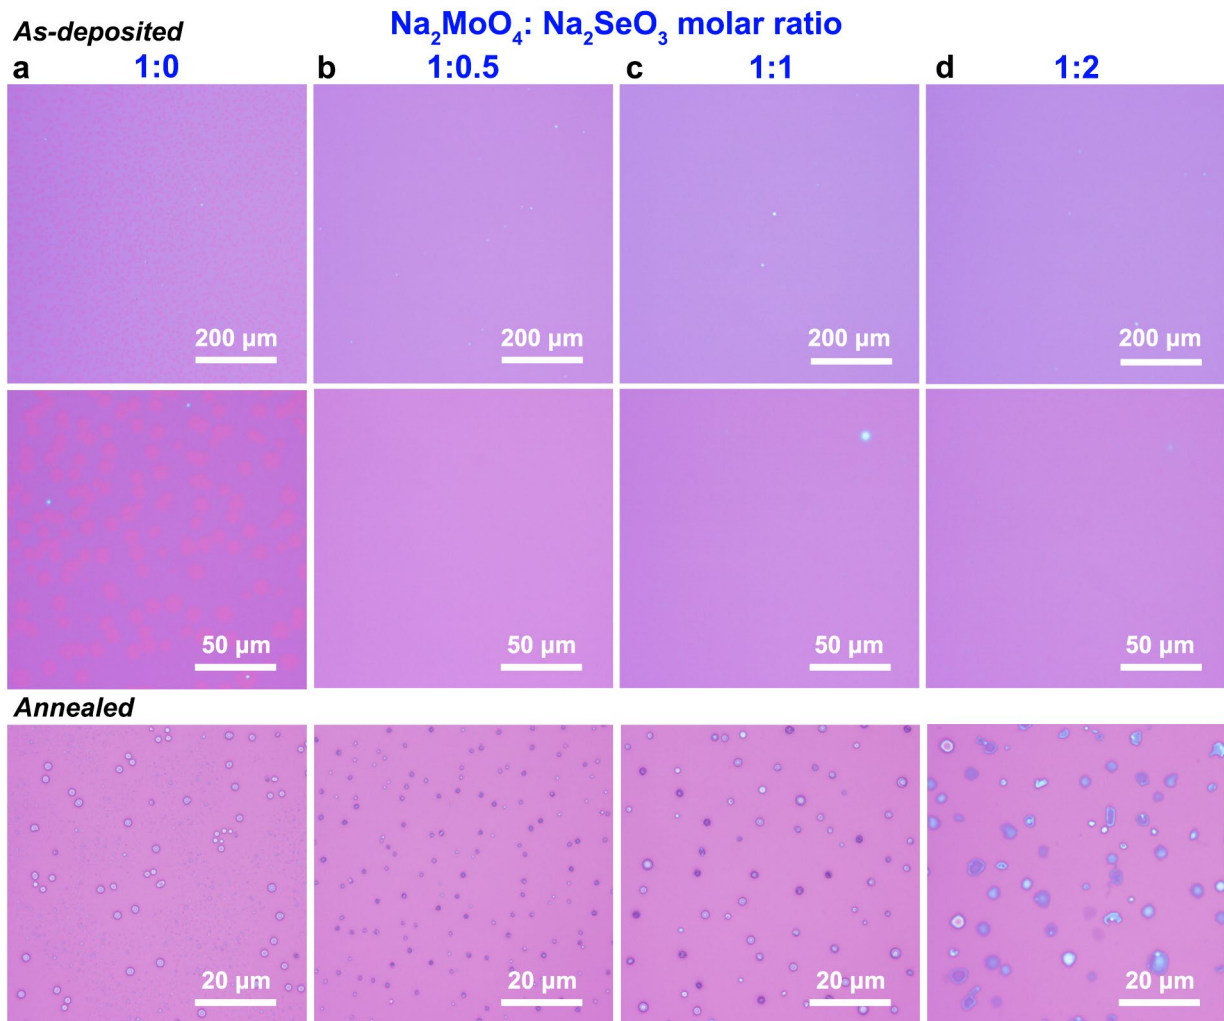 As-deposited
Na₂MoO₄: Na₂SeO₃ molar ratio
a 1:0 b 1:0.5 c 1:1 d 1:2
200 μm 200 μm 200 μm 200 μm
50 μm 50 μm 50 μm 50 μm
Annealed
20 μm 20 μm 20 μm 20 μm